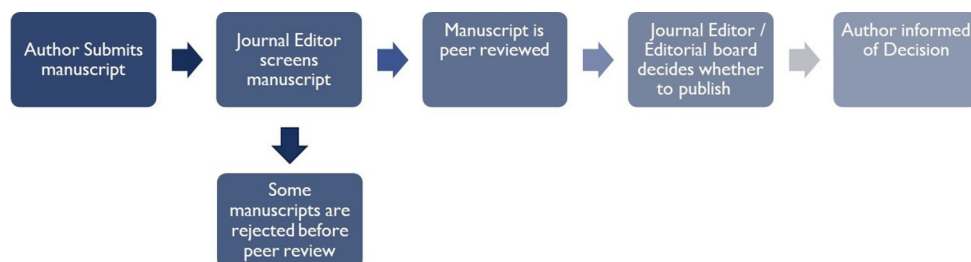 Author Submits
manuscript
Journal Editor
screens
manuscript
Manuscript is
peer reviewed
Journal Editor /
Editorial board
decides whether
to publish
Author informed
of Decision
Some
manuscripts are
rejected before
peer review